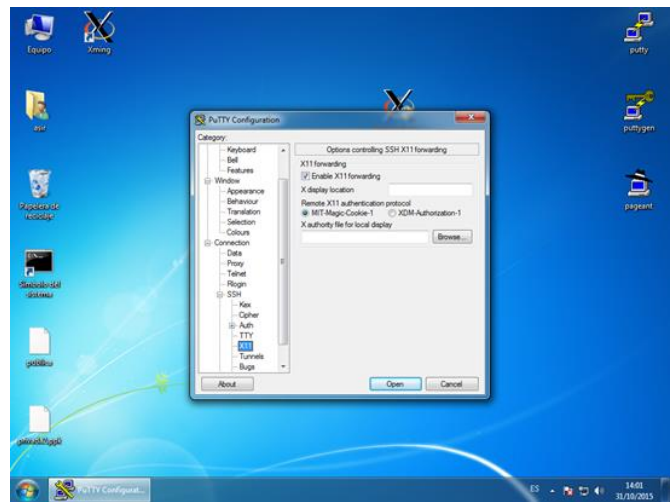 Equipo
Xming
putty
asir
puttygen
Papelera de
reciclaje
pageant
Símbolo del
sistema
publica
PuTTY Configuration
Category:
Keyboard
Bell
Features
Window
Appearance
Behaviour
Translation
Selection
Colours
Connection
Data
Proxy
Telnet
Rlogin
SSH
Kex
Cipher
Auth
TTY
X11
Tunnels
Bugs
Options controlling SSH X11 forwarding
X11 forwarding
Enable X11 forwarding
X display location
Remote X11 authentication protocol
MIT-Magic-Cookie-1
XDM-Authorization-1
X authority file for local display
Browse...
About
Open
Cancel
PuTTY Configurat...
ES
14:01
31/10/2015